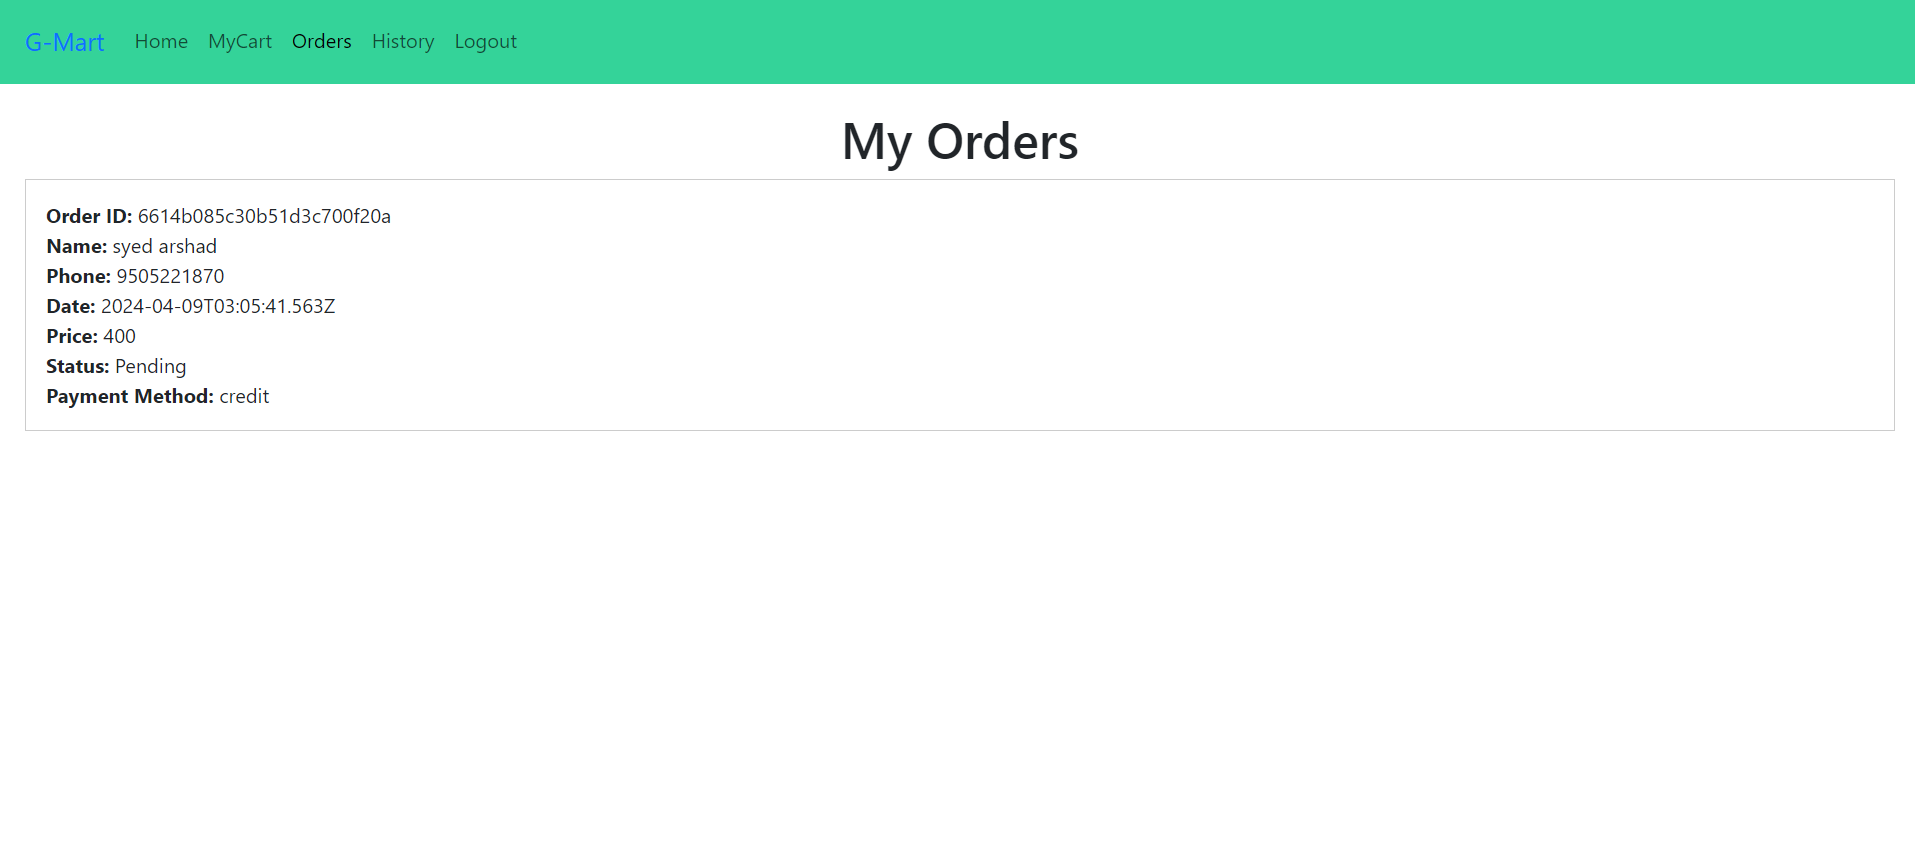 G-Mart Home MyCart Orders History Logout
My Orders
Order ID: 6614b085c30b51d3c700f20a
Name: syed arshad
Phone: 9505221870
Date: 2024-04-09T03:05:41.563Z
Price: 400
Status: Pending
Payment Method: credit